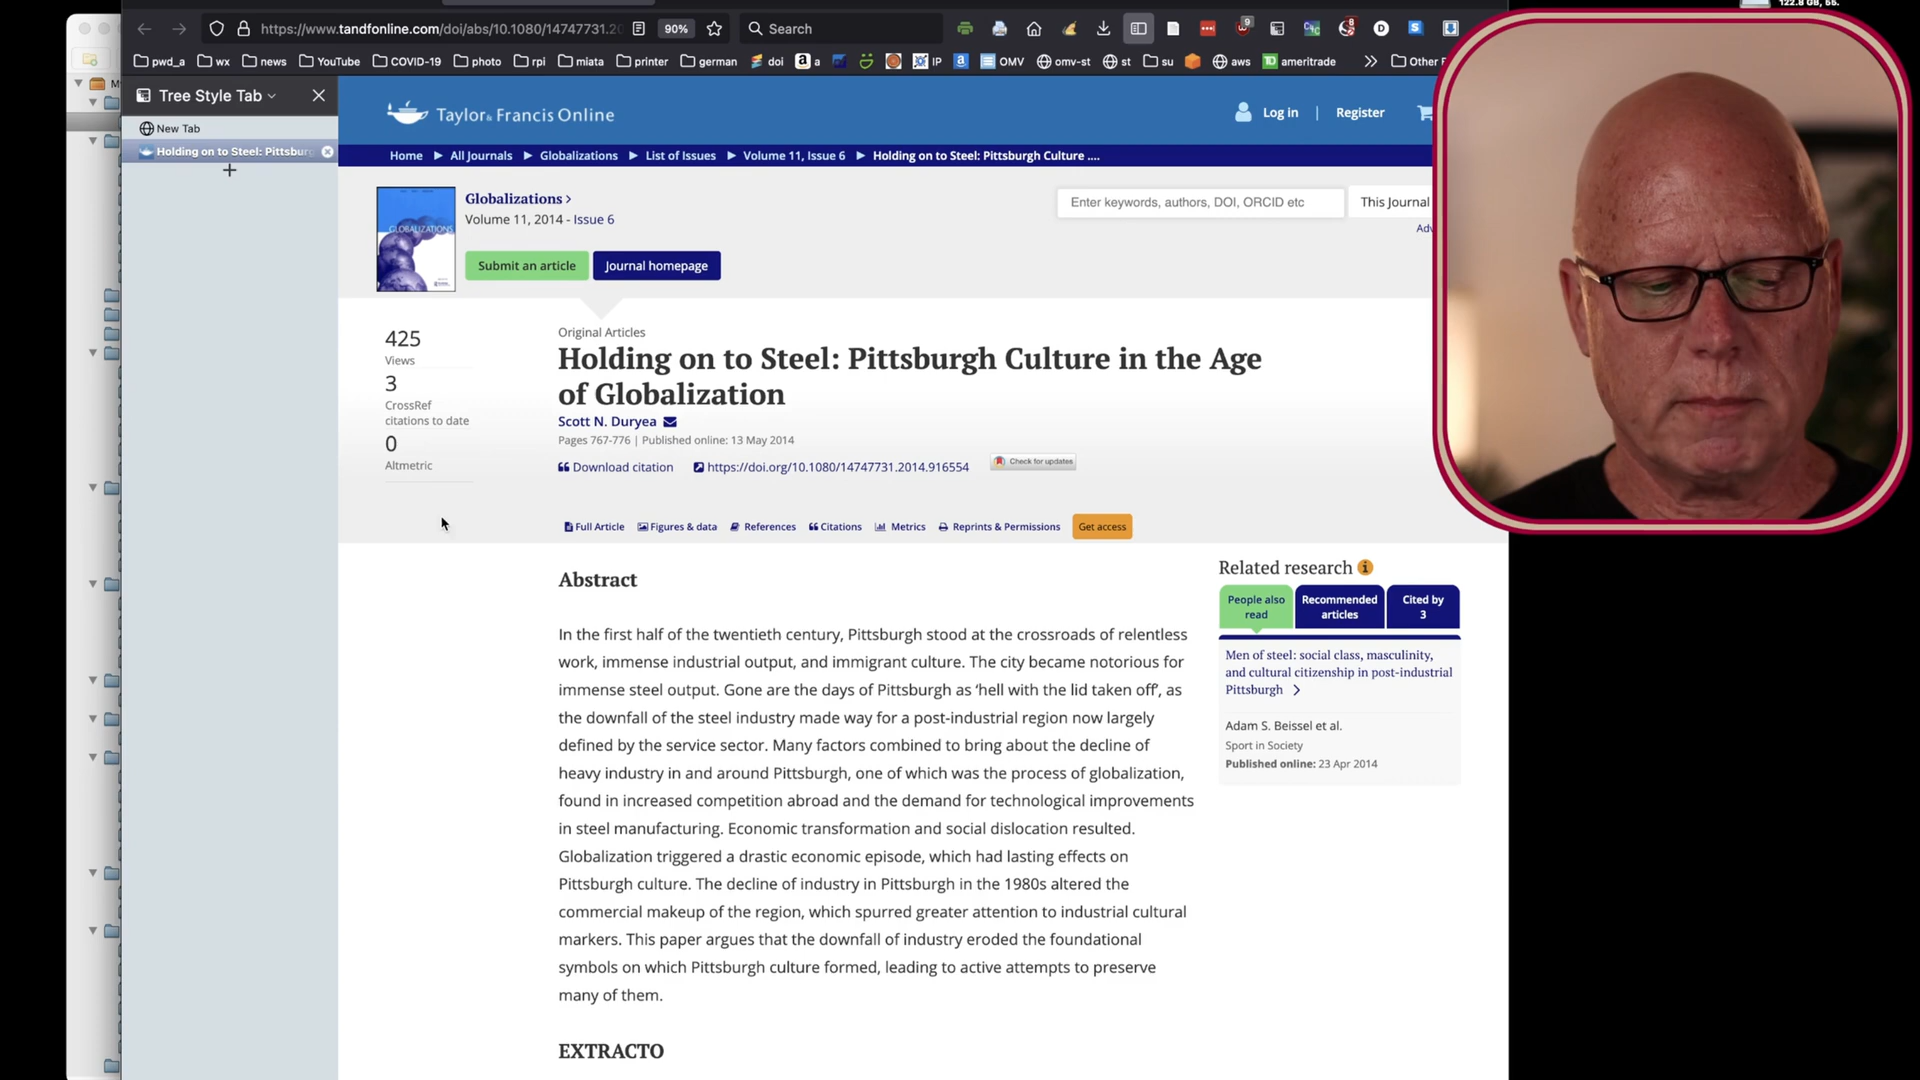 122.8 GB, 55.
https://www.tandfonline.com/doi/abs/10.1080/14747731.20
90%
Search
9
8
pwd_a
wx
news
YouTube
COVID-19
photo
rpi
miata
printer
german
doi
a
IP
OMV
omv-st
st
su
aws
ameritrade
Other
Tree Style Tab
New Tab
Holding on to Steel: Pittsbur
Taylor & Francis Online
Log in | Register
Home ▶ All Journals ▶ Globalizations ▶ List of Issues ▶ Volume 11, Issue 6 ▶ Holding on to Steel: Pittsburgh Culture ....
GLOBALIZATIONS
Globalizations >
Volume 11, 2014 - Issue 6
Enter keywords, authors, DOI, ORCID etc
This Journal
Submit an article
Journal homepage
425
Views
3
CrossRef
citations to date
0
Altmetric
Original Articles
Holding on to Steel: Pittsburgh Culture in the Age
of Globalization
Scott N. Duryea
Pages 767-776 | Published online: 13 May 2014
Download citation
https://doi.org/10.1080/14747731.2014.916554
Check for updates
Full Article
Figures & data
References
Citations
Metrics
Reprints & Permissions
Get access
Abstract
In the first half of the twentieth century, Pittsburgh stood at the crossroads of relentless
work, immense industrial output, and immigrant culture. The city became notorious for
immense steel output. Gone are the days of Pittsburgh as ‘hell with the lid taken off’, as
the downfall of the steel industry made way for a post-industrial region now largely
defined by the service sector. Many factors combined to bring about the decline of
heavy industry in and around Pittsburgh, one of which was the process of globalization,
found in increased competition abroad and the demand for technological improvements
in steel manufacturing. Economic transformation and social dislocation resulted.
Globalization triggered a drastic economic episode, which had lasting effects on
Pittsburgh culture. The decline of industry in Pittsburgh in the 1980s altered the
commercial makeup of the region, which spurred greater attention to industrial cultural
markers. This paper argues that the downfall of industry eroded the foundational
symbols on which Pittsburgh culture formed, leading to active attempts to preserve
many of them.
EXTRACTO
Related research
People also
read
Recommended
articles
Cited by
3
Men of steel: social class, masculinity,
and cultural citizenship in post-industrial
Pittsburgh >
Adam S. Beissel et al.
Sport in Society
Published online: 23 Apr 2014